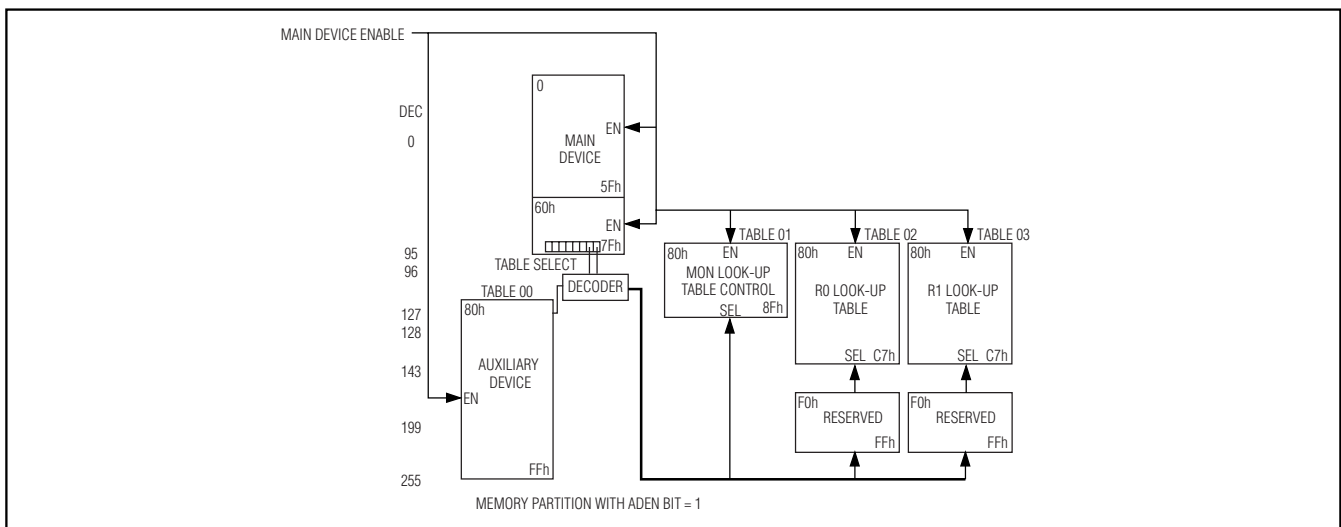 MAIN DEVICE ENABLE
DEC
0
95
96
127
128
143
199
255
0
EN
MAIN
DEVICE
5Fh
60h
EN
7Fh
TABLE SELECT
DECODER
TABLE 00
80h
AUXILIARY
DEVICE
EN
FFh
TABLE 01
80h
EN
MON LOOK-UP
TABLE CONTROL
SEL
8Fh
TABLE 02
80h
EN
R0 LOOK-UP
TABLE
SEL C7h
F0h
RESERVED
FFh
TABLE 03
80h
EN
R1 LOOK-UP
TABLE
SEL C7h
F0h
RESERVED
FFh
MEMORY PARTITION WITH ADEN BIT = 1